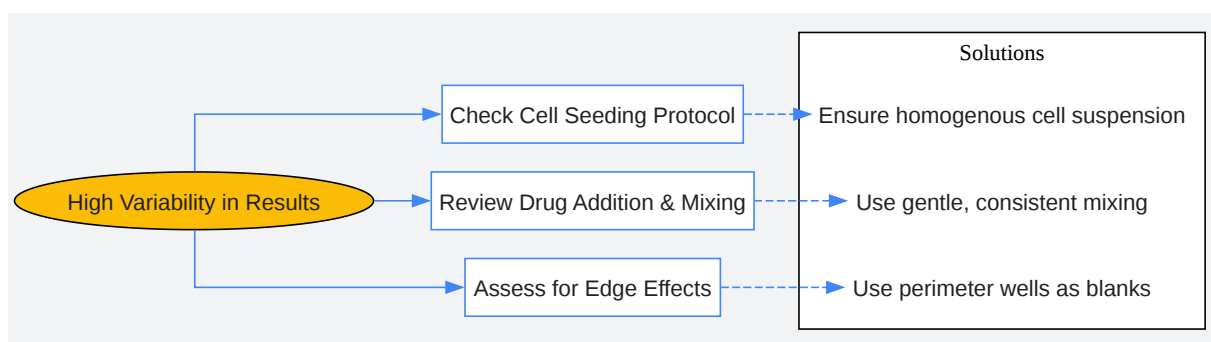 Solutions
Check Cell Seeding Protocol
Ensure homogenous cell suspension
High Variability in Results
Review Drug Addition & Mixing
Use gentle, consistent mixing
Assess for Edge Effects
Use perimeter wells as blanks